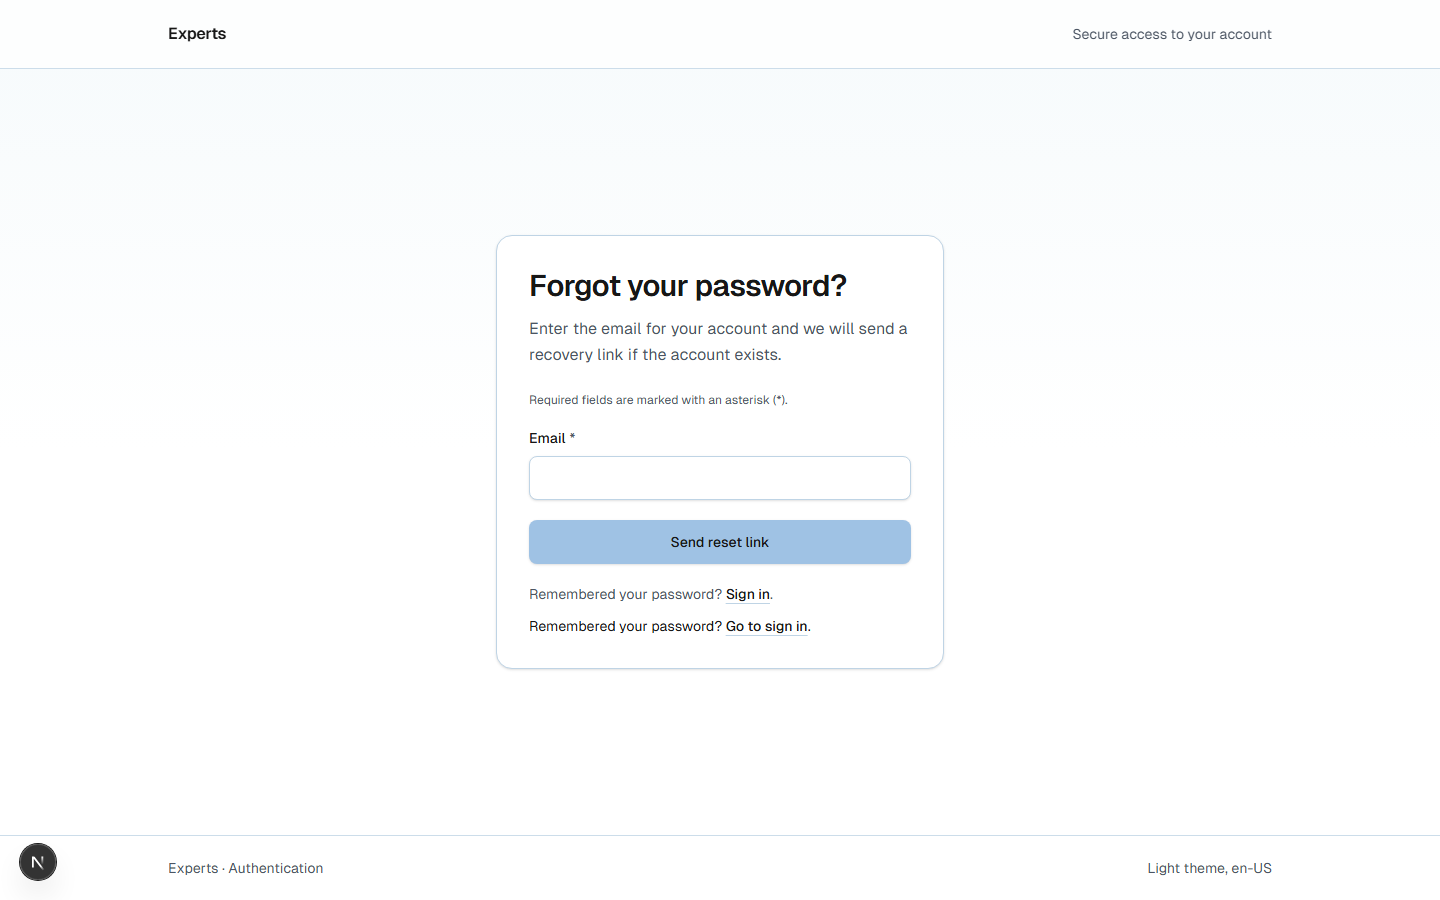 Experts
Secure access to your account
Forgot your password?
Enter the email for your account and we will send a
recovery link if the account exists.
Required fields are marked with an asterisk (*).
Email *
Send reset link
Remembered your password? Sign in.
Remembered your password? Go to sign in.
N
Experts · Authentication
Light theme, en-US